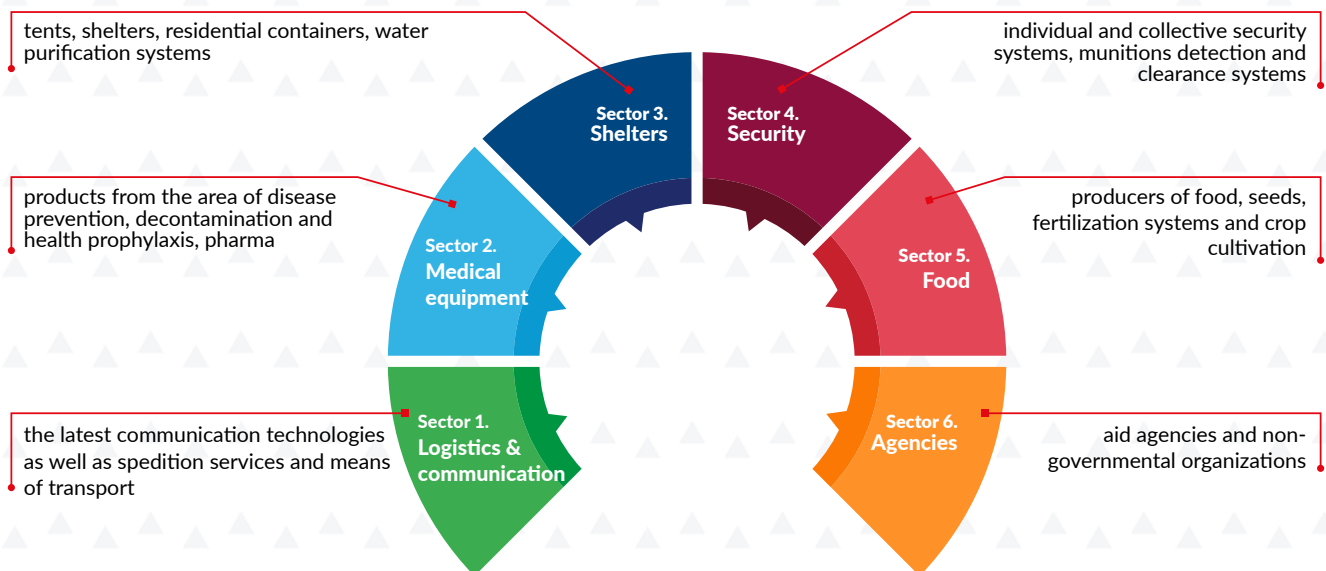 tents, shelters, residential containers, water
purification systems
individual and collective security
systems, munitions detection and
clearance systems
Sector 3.
Shelters
Sector 4.
Security
products from the area of disease
prevention, decontamination and
health prophylaxis, pharma
producers of food, seeds,
fertilization systems and crop
cultivation
Sector 2.
Medical
equipment
Sector 5.
Food
the latest communication technologies
as well as spedition services and means
of transport
Sector 1.
Logistics &
communication
Sector 6.
Agencies
aid agencies and non-
governmental organizations